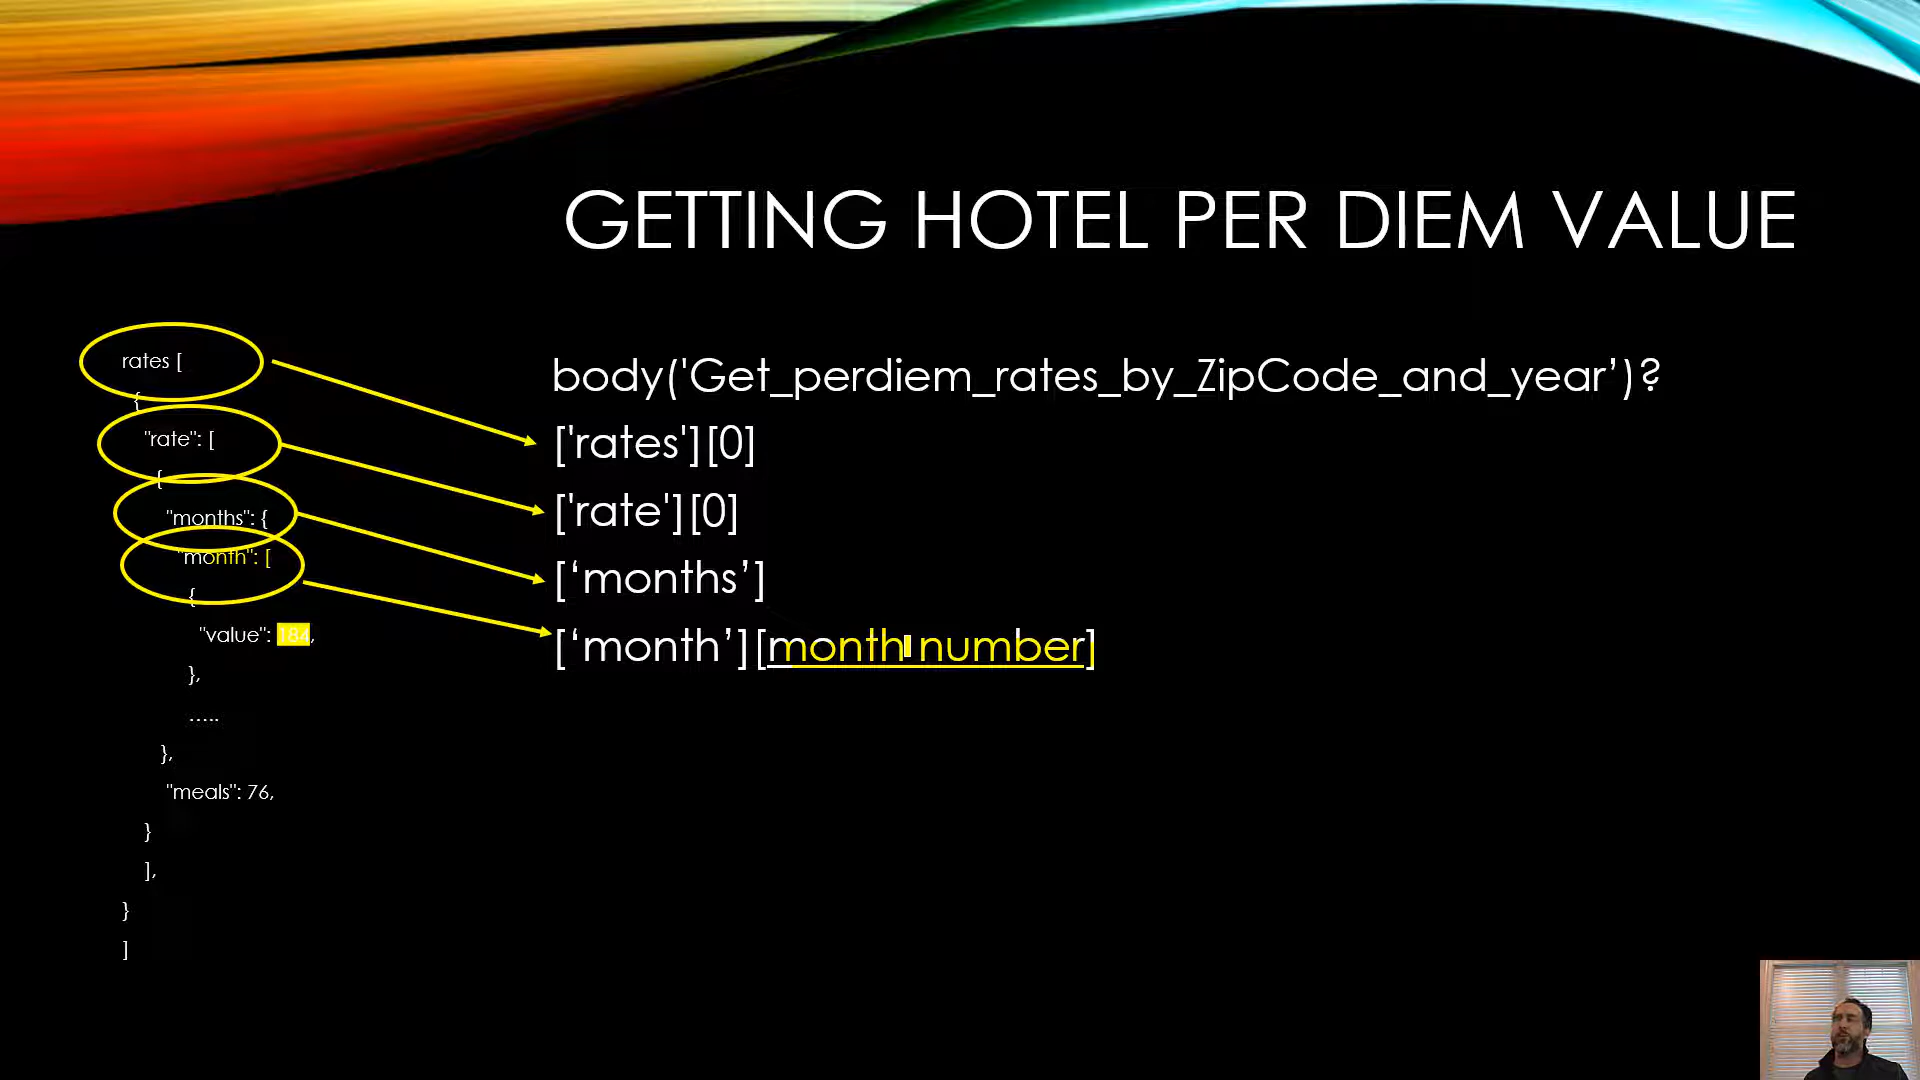 GETTING HOTEL PER DIEM VALUE
rates [
{
"rate": [
{
"months": {
"month": [
{
"value": 184,
},
.....
},
"meals": 76,
}
],
}
]
body('Get_perdiem_rates_by_ZipCode_and_year’)?
['rates'][0]
['rate'][0]
[‘months’]
[‘month’][month number]